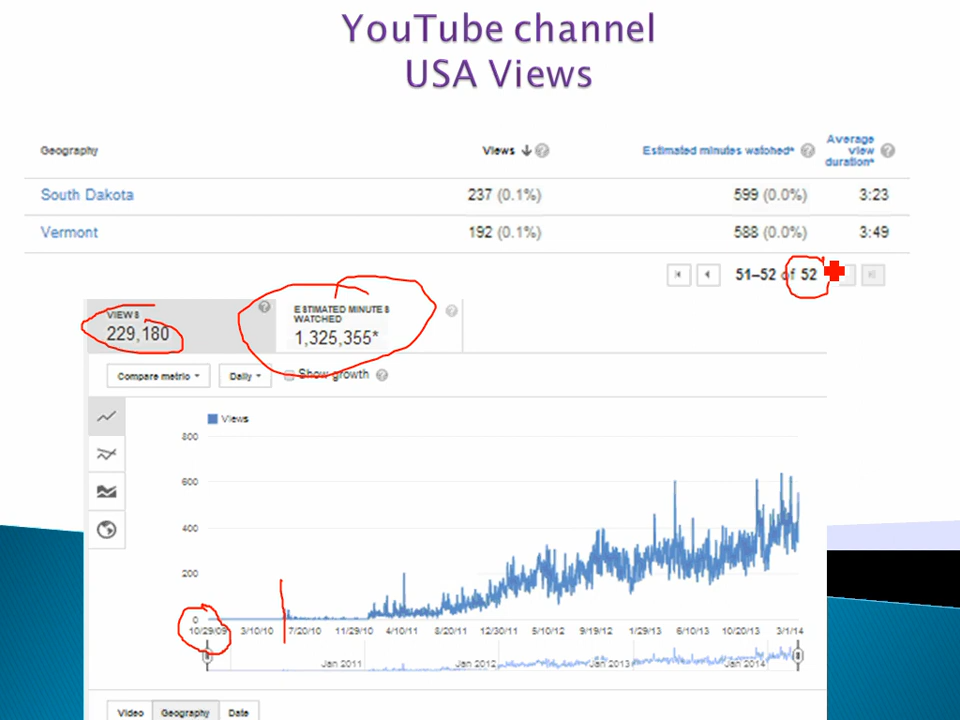 YouTube channel
USA Views
Geography Views Estimated minutes watched* Average view duration*
South Dakota 237 (0.1%) 599 (0.0%) 3:23
Vermont 192 (0.1%) 588 (0.0%) 3:49
51–52 of 52
VIEWS
229,180
ESTIMATED MINUTES
WATCHED
1,325,355*
Compare metric Daily Show growth
Views
800
600
400
200
0
10/29/09 3/10/10 7/20/10 11/29/10 4/10/11 8/20/11 12/30/11 5/10/12 9/19/12 1/29/13 6/10/13 10/20/13 3/1/14
Jan 2011 Jan 2012 Jan 2013 Jan 2014
Video Geography Date